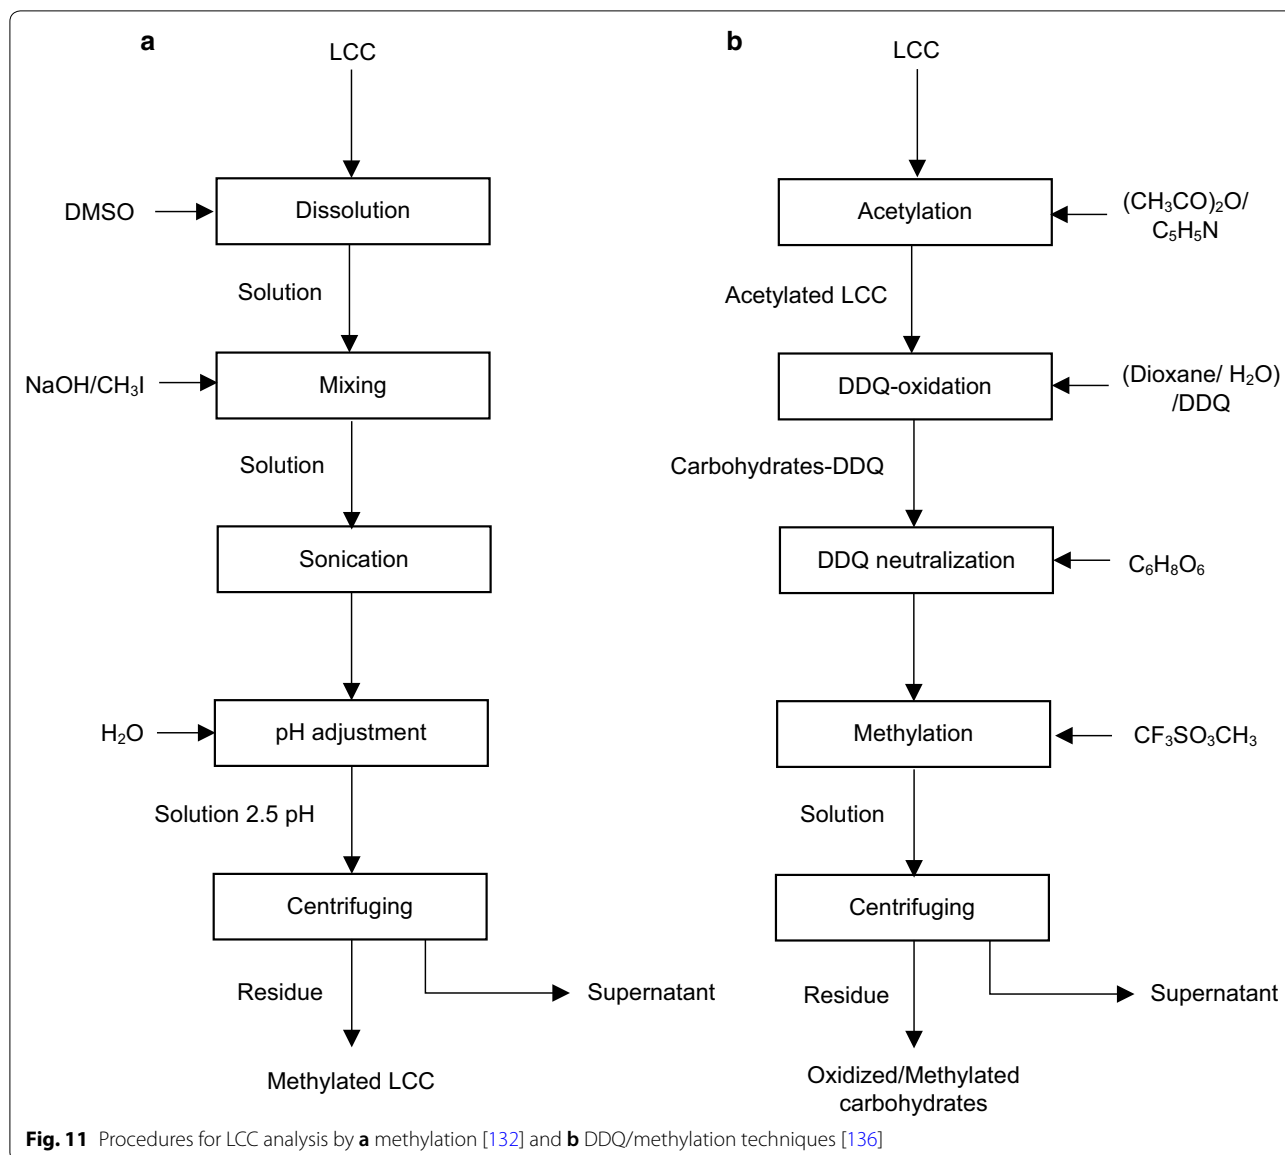 a
LCC
DMSO
Dissolution
Solution
NaOH/CH₃I
Mixing
Solution
Sonication
H₂O
pH adjustment
Solution 2.5 pH
Centrifuging
Residue
Supernatant
Methylated LCC
b
LCC
Acetylation
(CH₃CO)₂O/
C₅H₅N
Acetylated LCC
DDQ-oxidation
(Dioxane/ H₂O)
/DDQ
Carbohydrates-DDQ
DDQ neutralization
C₆H₈O₆
Methylation
CF₃SO₃CH₃
Solution
Centrifuging
Residue
Supernatant
Oxidized/Methylated
carbohydrates
Fig. 11 Procedures for LCC analysis by a methylation [132] and b DDQ/methylation techniques [136]